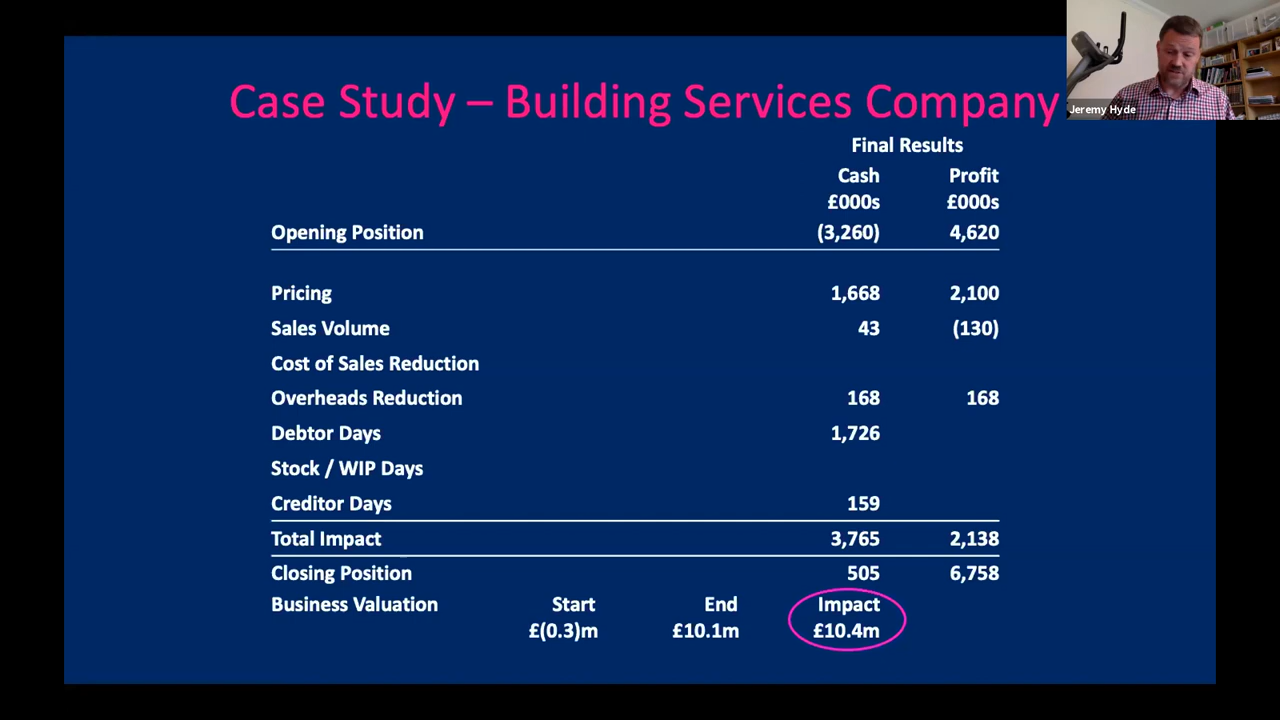 Case Study – Building Services Company
Jeremy Hyde
Final Results
Cash Profit
£000s £000s
Opening Position (3,260) 4,620
Pricing 1,668 2,100
Sales Volume 43 (130)
Cost of Sales Reduction
Overheads Reduction 168 168
Debtor Days 1,726
Stock / WIP Days
Creditor Days 159
Total Impact 3,765 2,138
Closing Position 505 6,758
Business Valuation Start End Impact
£(0.3)m £10.1m £10.4m